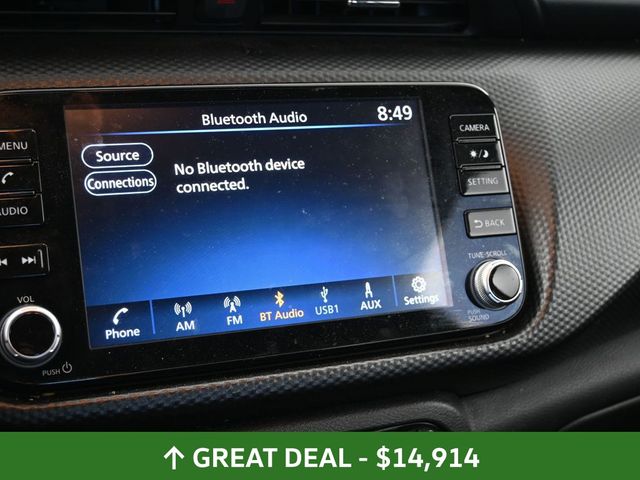 Bluetooth Audio
8:49
Source
Connections
No Bluetooth device
connected.
Phone
AM
FM
BT Audio
USB1
AUX
Settings
MENU
AUDIO
VOL
PUSH
CAMERA
SETTING
BACK
TUNE·SCROLL
PUSH
SOUND
↑ GREAT DEAL - $14,914